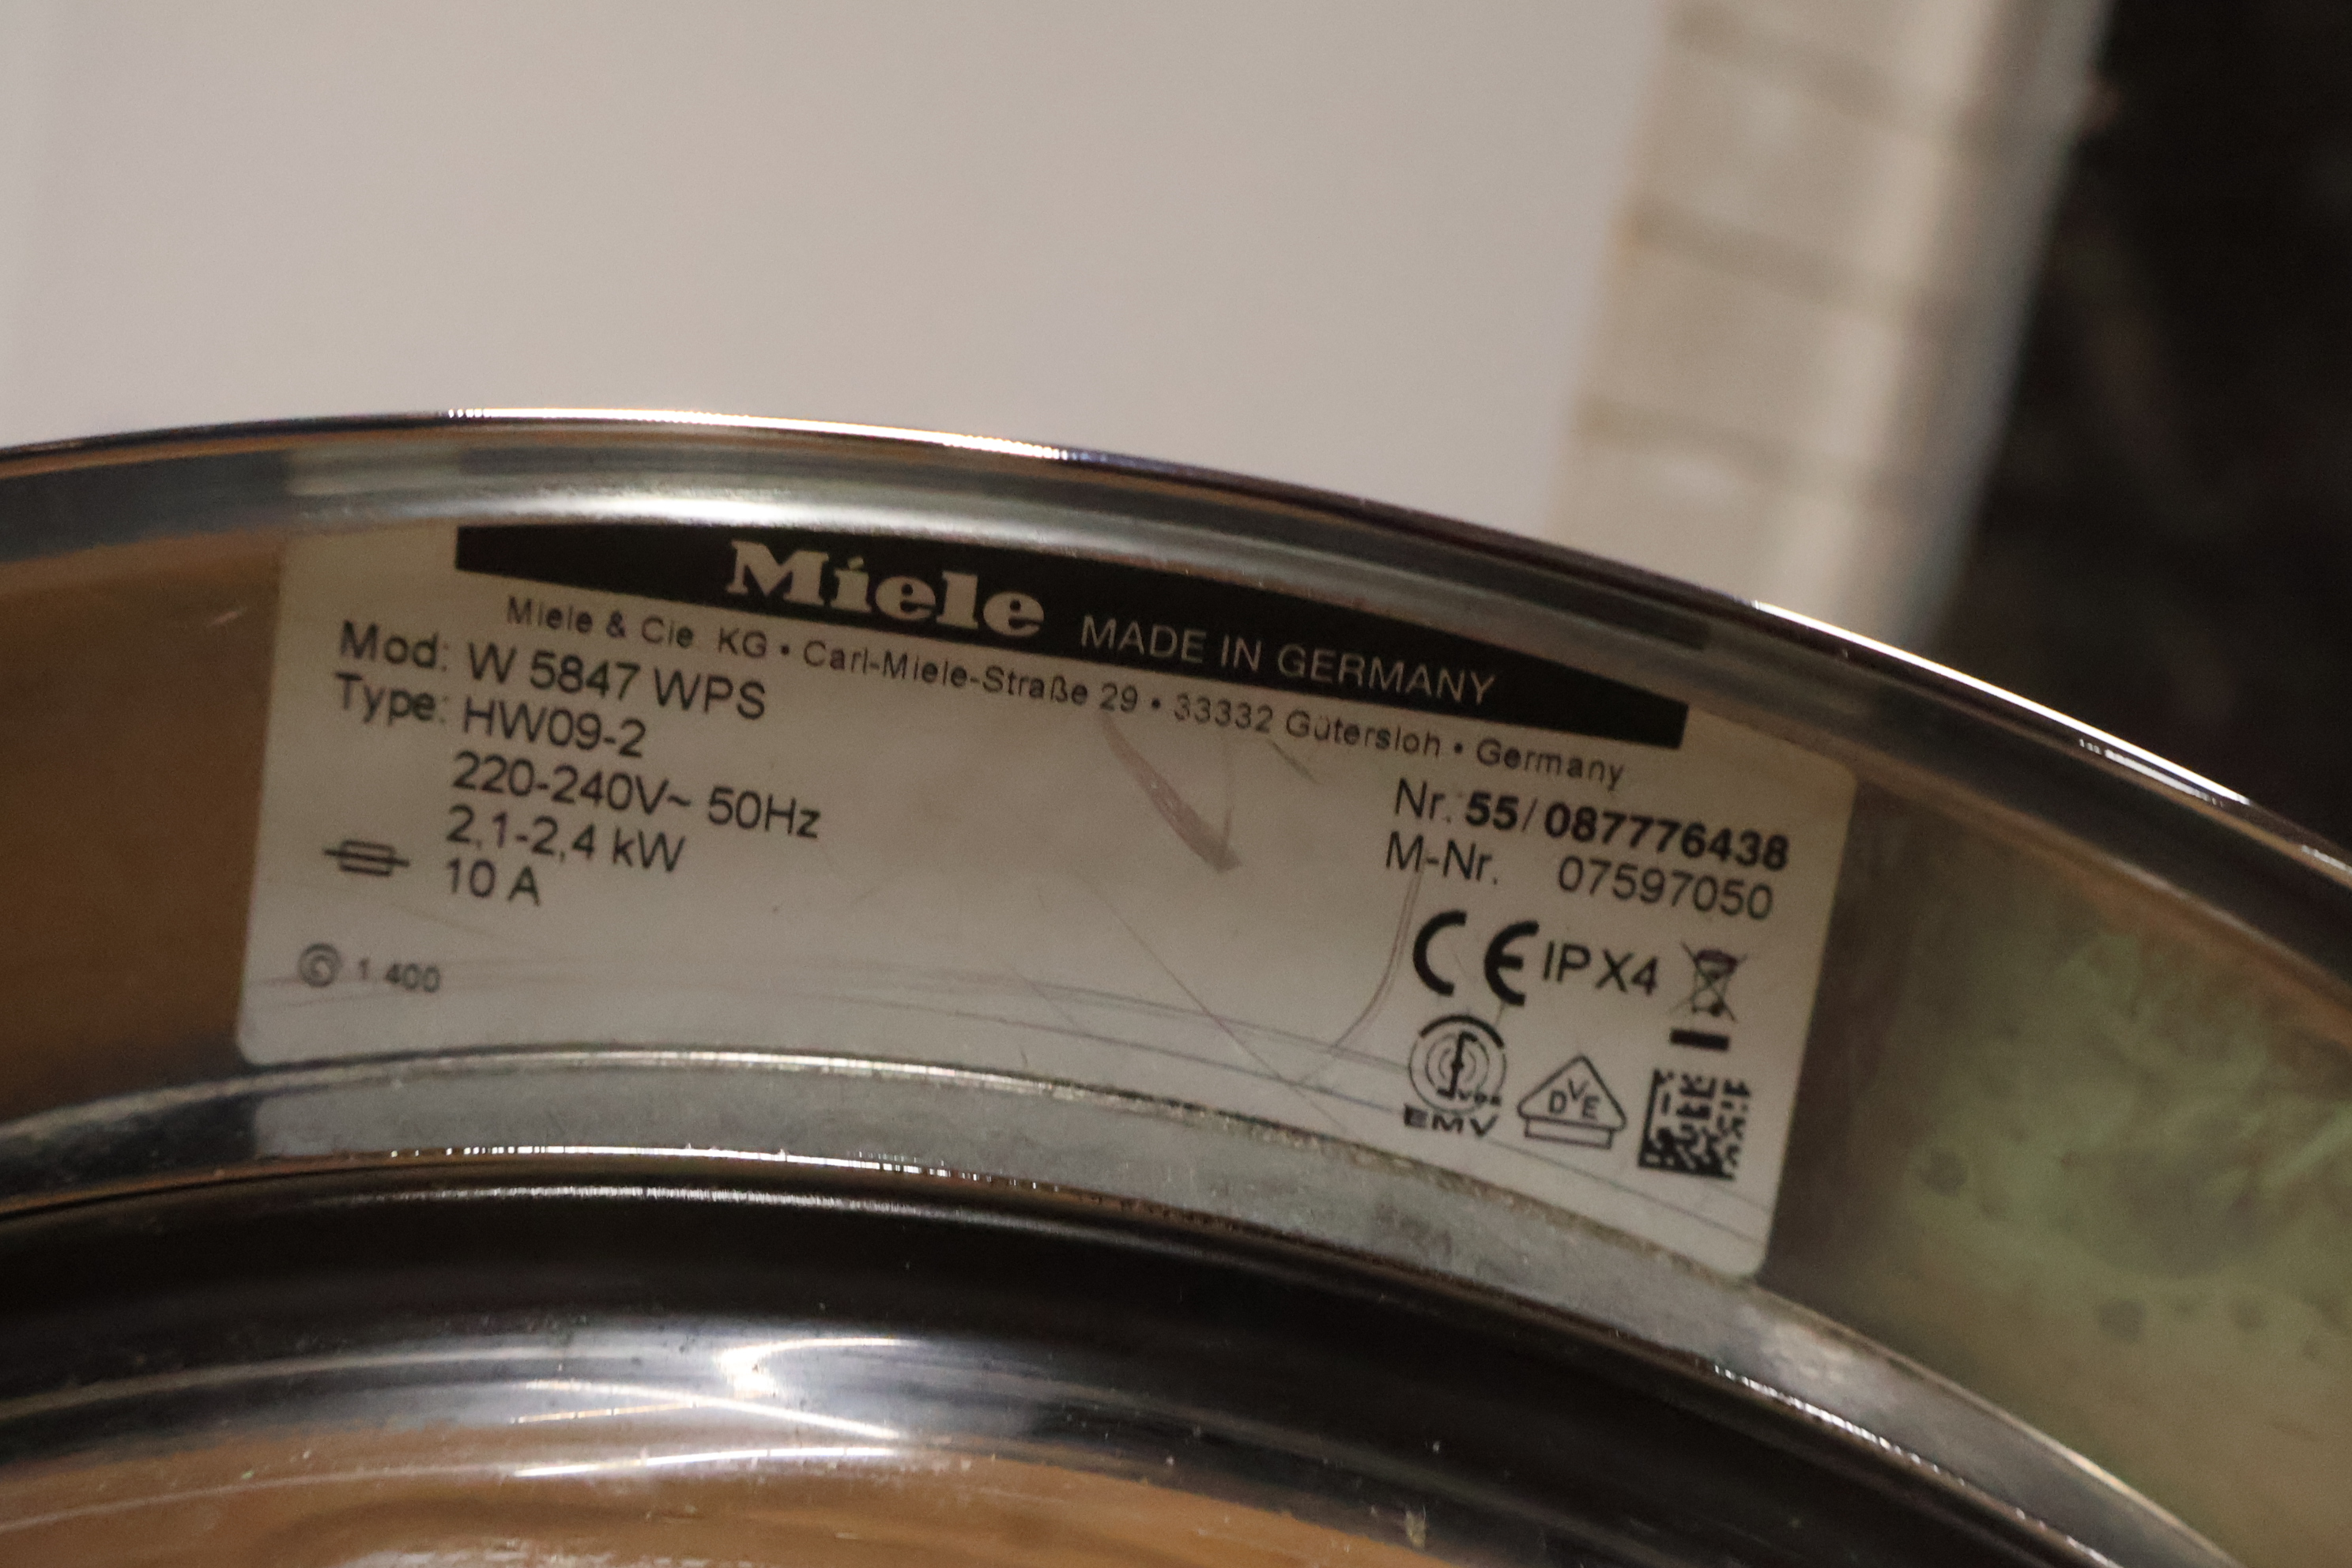 Miele MADE IN GERMANY
Miele & Cie KG • Carl-Miele-Straße 29 • 33332 Gütersloh • Germany
Mod: W 5847 WPS
Type: HW09-2
220-240V~ 50Hz
2,1-2,4 kW
10 A
Nr. 55/087776438
M-Nr. 07597050
CE IPX4
EMV
DVE
© 1 400